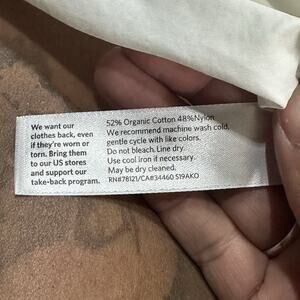 We want our
clothes back, even
if they're worn or
torn. Bring them
to our US stores
and support our
take-back program.
52% Organic Cotton 48%Nylon
We recommend machine wash cold,
gentle cycle with like colors.
Do not bleach. Line dry.
Use cool iron if necessary.
May be dry cleaned.
RN#78121/CA#34460 S19AKO